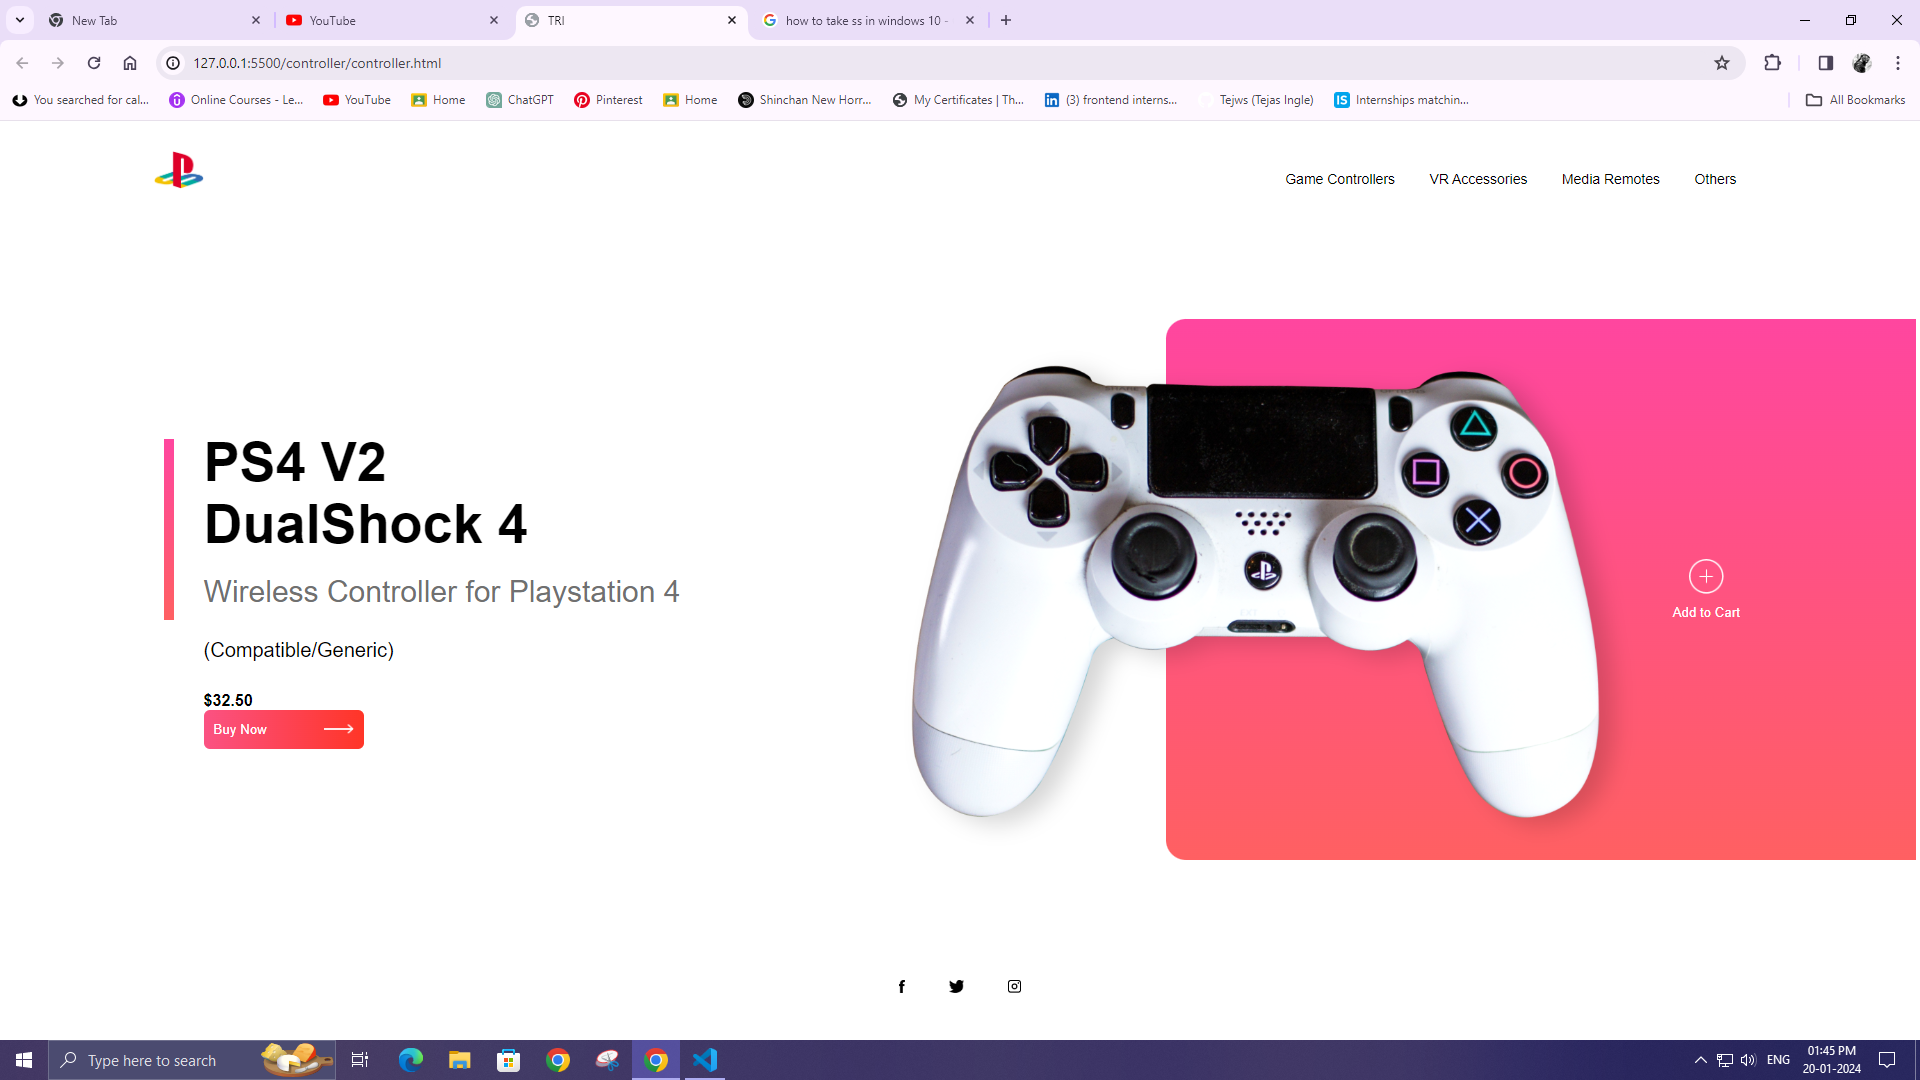 New Tab
YouTube
TRI
how to take ss in windows 10 -
127.0.0.1:5500/controller/controller.html
You searched for cal...
Online Courses - Le...
YouTube
Home
ChatGPT
Pinterest
Home
Shinchan New Horr...
My Certificates | Th...
(3) frontend interns...
Tejws (Tejas Ingle)
IS
Internships matchin...
All Bookmarks
Game Controllers
VR Accessories
Media Remotes
Others
PS4 V2
DualShock 4
Wireless Controller for Playstation 4
(Compatible/Generic)
$32.50
Buy Now
Add to Cart
Type here to search
ENG
01:45 PM
20-01-2024